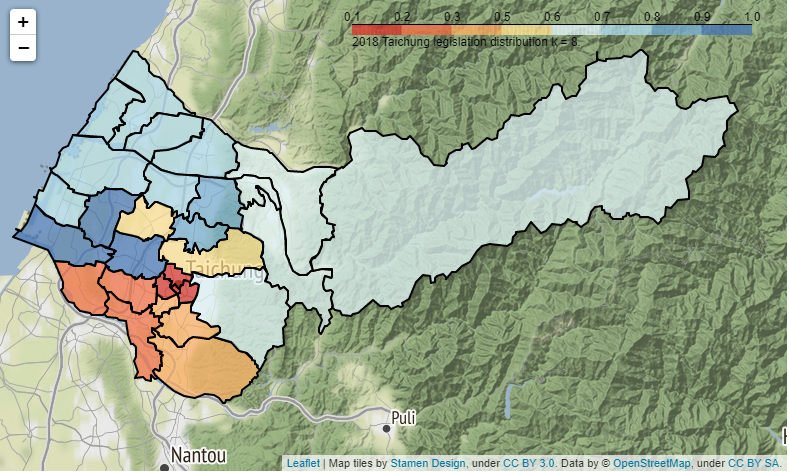 +
−
0.1 0.2 0.3 0.5 0.6 0.7 0.8 0.9 1.0
2018 Taichung legislation distribution k = 8
Taichung
Puli
Nantou
Leaflet | Map tiles by Stamen Design, under CC BY 3.0. Data by © OpenStreetMap, under CC BY SA.